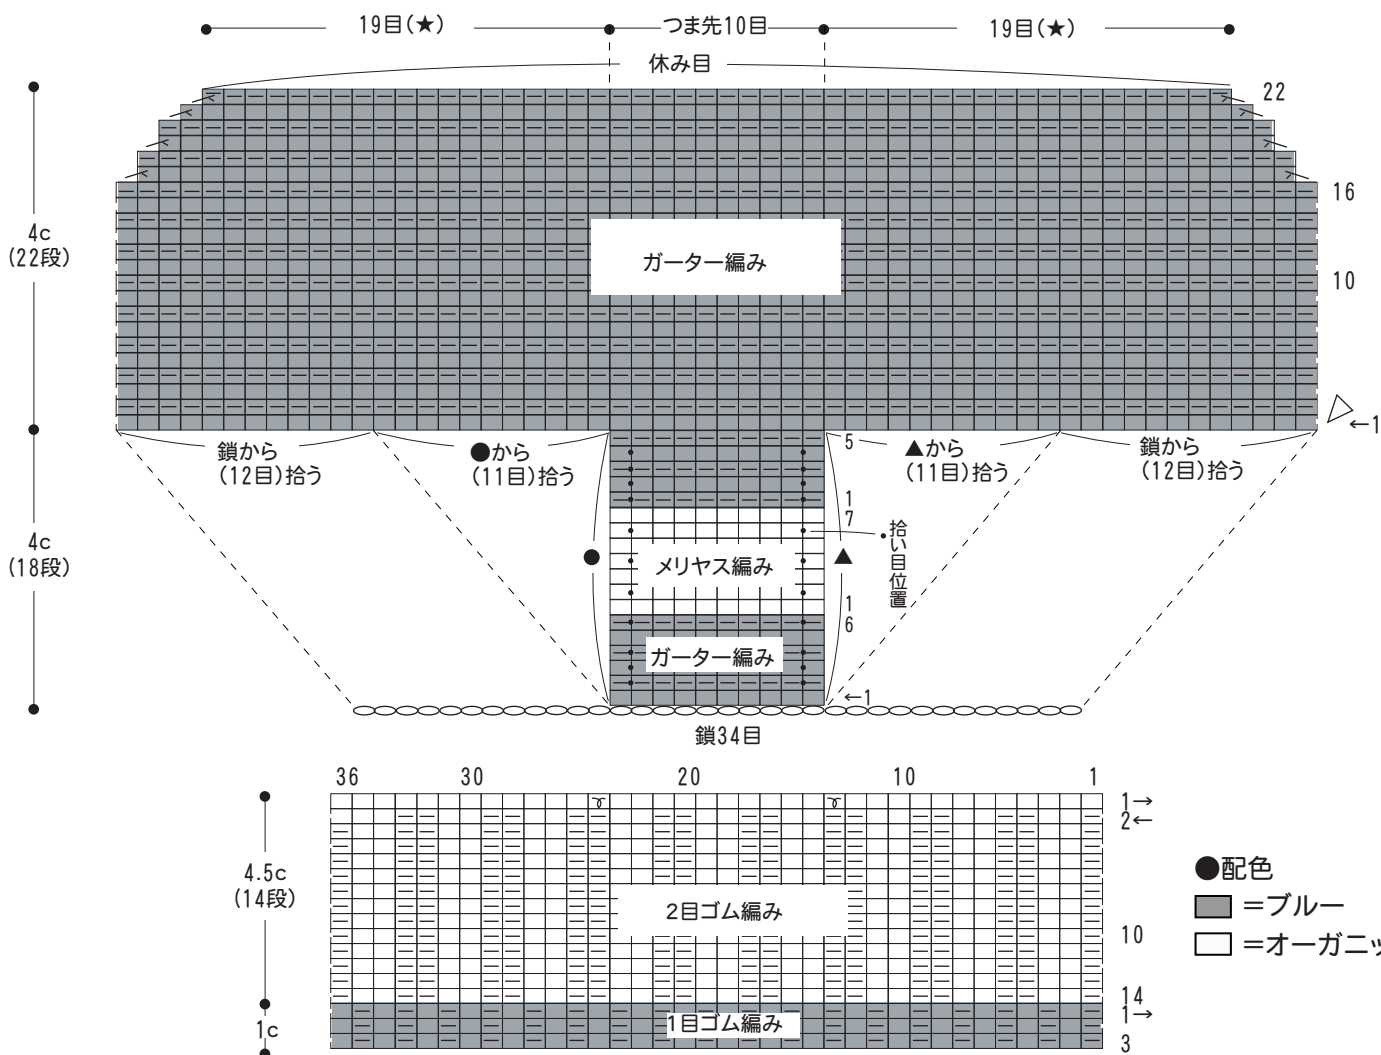 19目(★) つま先10目 19目(★)
休み目
22
16
4c
(22段)
ガーター編み
10
←1
鎖から
(12目)拾う
●から
(11目)拾う
5
▲から
(11目)拾う
鎖から
(12目)拾う
1
7
拾い目位置
4c
(18段)
●
メリヤス編み
▲
1
6
ガーター編み
←1
鎖34目
36 30 20 10 1
1→
2←
4.5c
(14段)
2目ゴム編み
10
14
1→
1c
1目ゴム編み
3
●配色
=ブルー
=オーガニッ